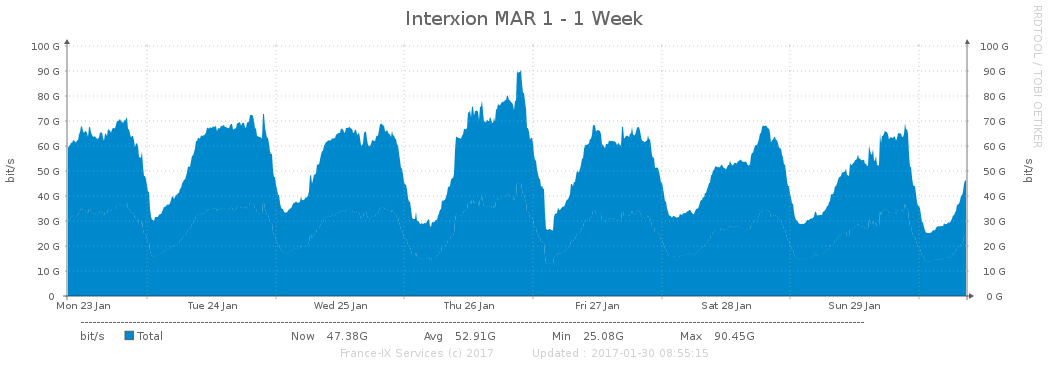 Interxion MAR 1 - 1 Week
RRDTOOL / TOBI OETIKER
bit/s
100 G 100 G
90 G 90 G
80 G 80 G
70 G 70 G
60 G 60 G
50 G 50 G
40 G 40 G
30 G 30 G
20 G 20 G
10 G 10 G
0 0 G
bit/s
Mon 23 Jan Tue 24 Jan Wed 25 Jan Thu 26 Jan Fri 27 Jan Sat 28 Jan Sun 29 Jan
bit/s Total Now 47.38G Avg 52.91G Min 25.08G Max 90.45G
France-IX Services (c) 2017 Updated : 2017-01-30 08:55:15